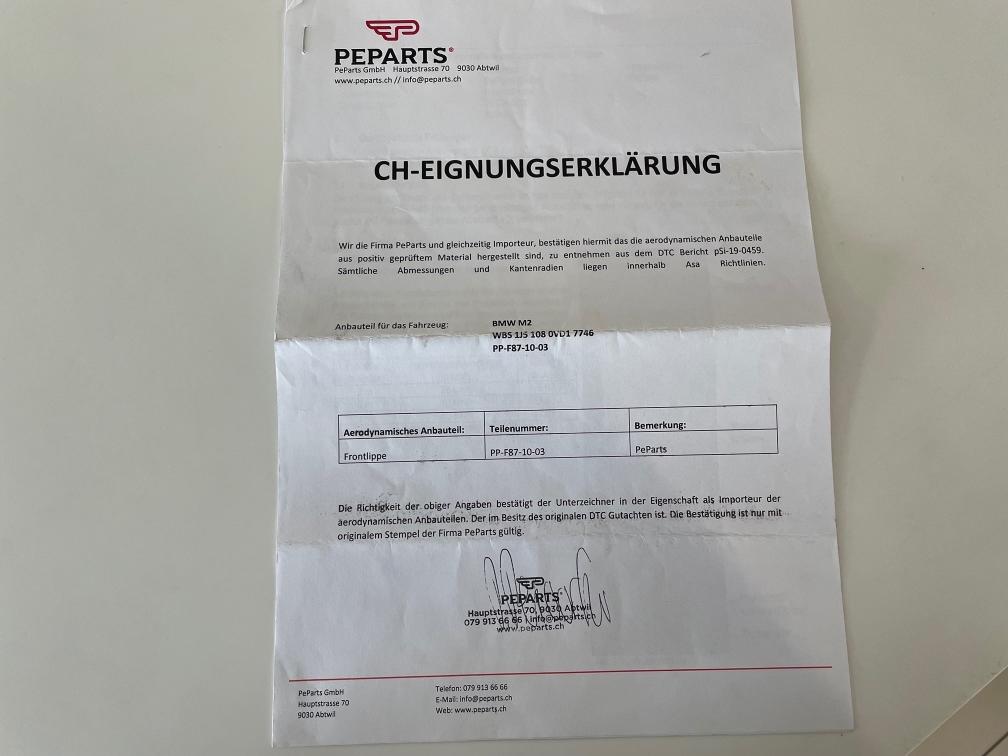 PEPARTS®
PeParts GmbH Hauptstrasse 70 9030 Abtwil
www.peparts.ch // info@peparts.ch
CH-EIGNUNGSERKLÄRUNG
Wir die Firma PeParts und gleichzeitig Importeur, bestätigen hiermit das die aerodynamischen Anbauteile
aus positiv geprüftem Material hergestellt sind, zu entnehmen aus dem DTC Bericht pSi-19-0459.
Sämtliche Abmessungen und Kantenradien liegen innerhalb Asa Richtlinien.
Anbauteil für das Fahrzeug: BMW M2
WBS 1J5 108 0VD1 7746
PP-F87-10-03
Aerodynamisches Anbauteil: Teilenummer: Bemerkung:
Frontlippe PP-F87-10-03 PeParts
Die Richtigkeit der obiger Angaben bestätigt der Unterzeichner in der Eigenschaft als Importeur der
aerodynamischen Anbauteilen. Der im Besitz des originalen DTC Gutachten ist. Die Bestätigung ist nur mit
originalem Stempel der Firma PeParts gültig.
PEPARTS®
Hauptstrasse 70, 9030 Abtwil
079 913 66 66 \ info@peparts.ch
www.peparts.ch
PeParts GmbH
Hauptstrasse 70
9030 Abtwil
Telefon: 079 913 66 66
E-Mail: info@peparts.ch
Web: www.peparts.ch